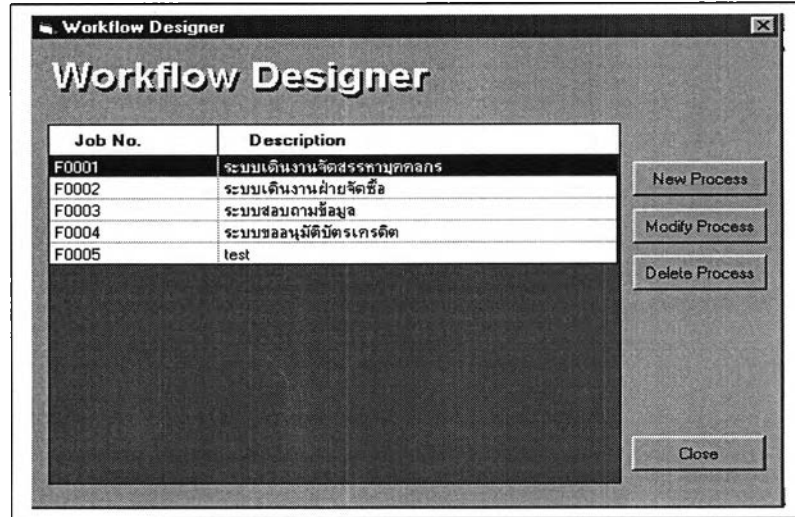 Workflow Designer
Workflow Designer
Job No. Description
F0001 ระบบเดินงานจัดสรรหาบุคคลากร
F0002 ระบบเดินงานฝ่ายจัดซื้อ
F0003 ระบบสอบถามข้อมูล
F0004 ระบบขออนุมัติบัตรเครดิต
F0005 test
New Process
Modify Process
Delete Process
Close